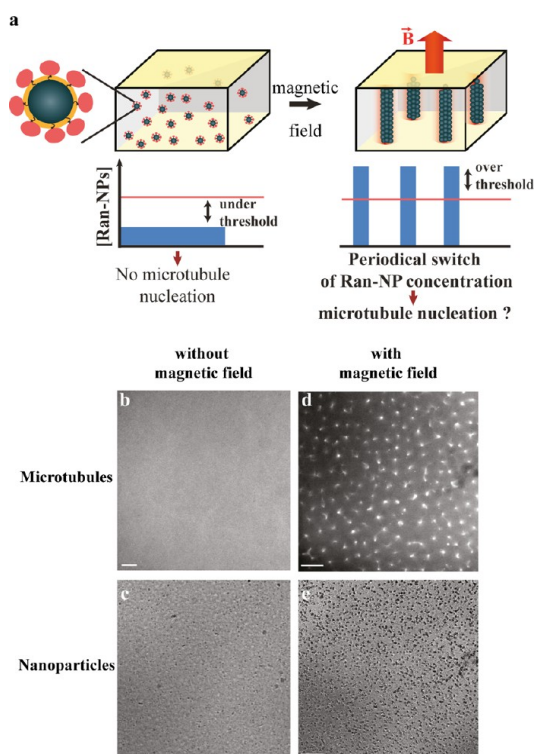 a
B
magnetic
field
[Ran-NPs]
under
threshold
over
threshold
No microtubule
nucleation
Periodical switch
of Ran-NP concentration
microtubule nucleation ?
without
magnetic field
with
magnetic field
b
d
Microtubules
c
e
Nanoparticles